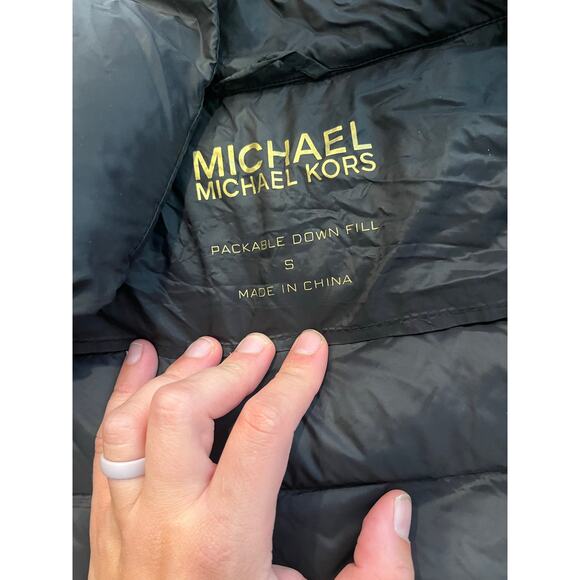 MICHAEL
MICHAEL KORS
PACKABLE DOWN FILL
S
MADE IN CHINA